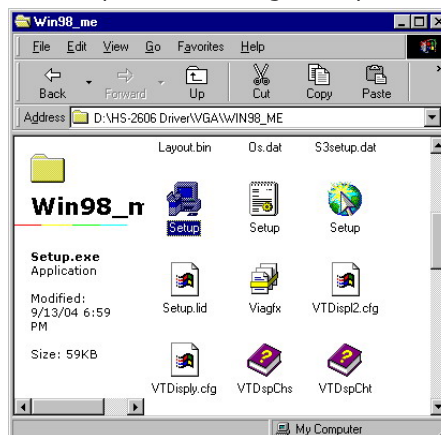 Win98_me
File Edit View Go Favorites Help
Back Forward Up Cut Copy Paste
Address D:\HS-2606 Driver\VGA\WIN98_ME
Layout.bin Os.dat S3setup.dat
Win98_m
Setup Setup Setup
Setup.exe
Application
Modified:
9/13/04 6:59
PM
Size: 59KB
Setup.lid Viagfx VTDispl2.cfg
VTDisply.cfg VTDspChs VTDspCht
My Computer